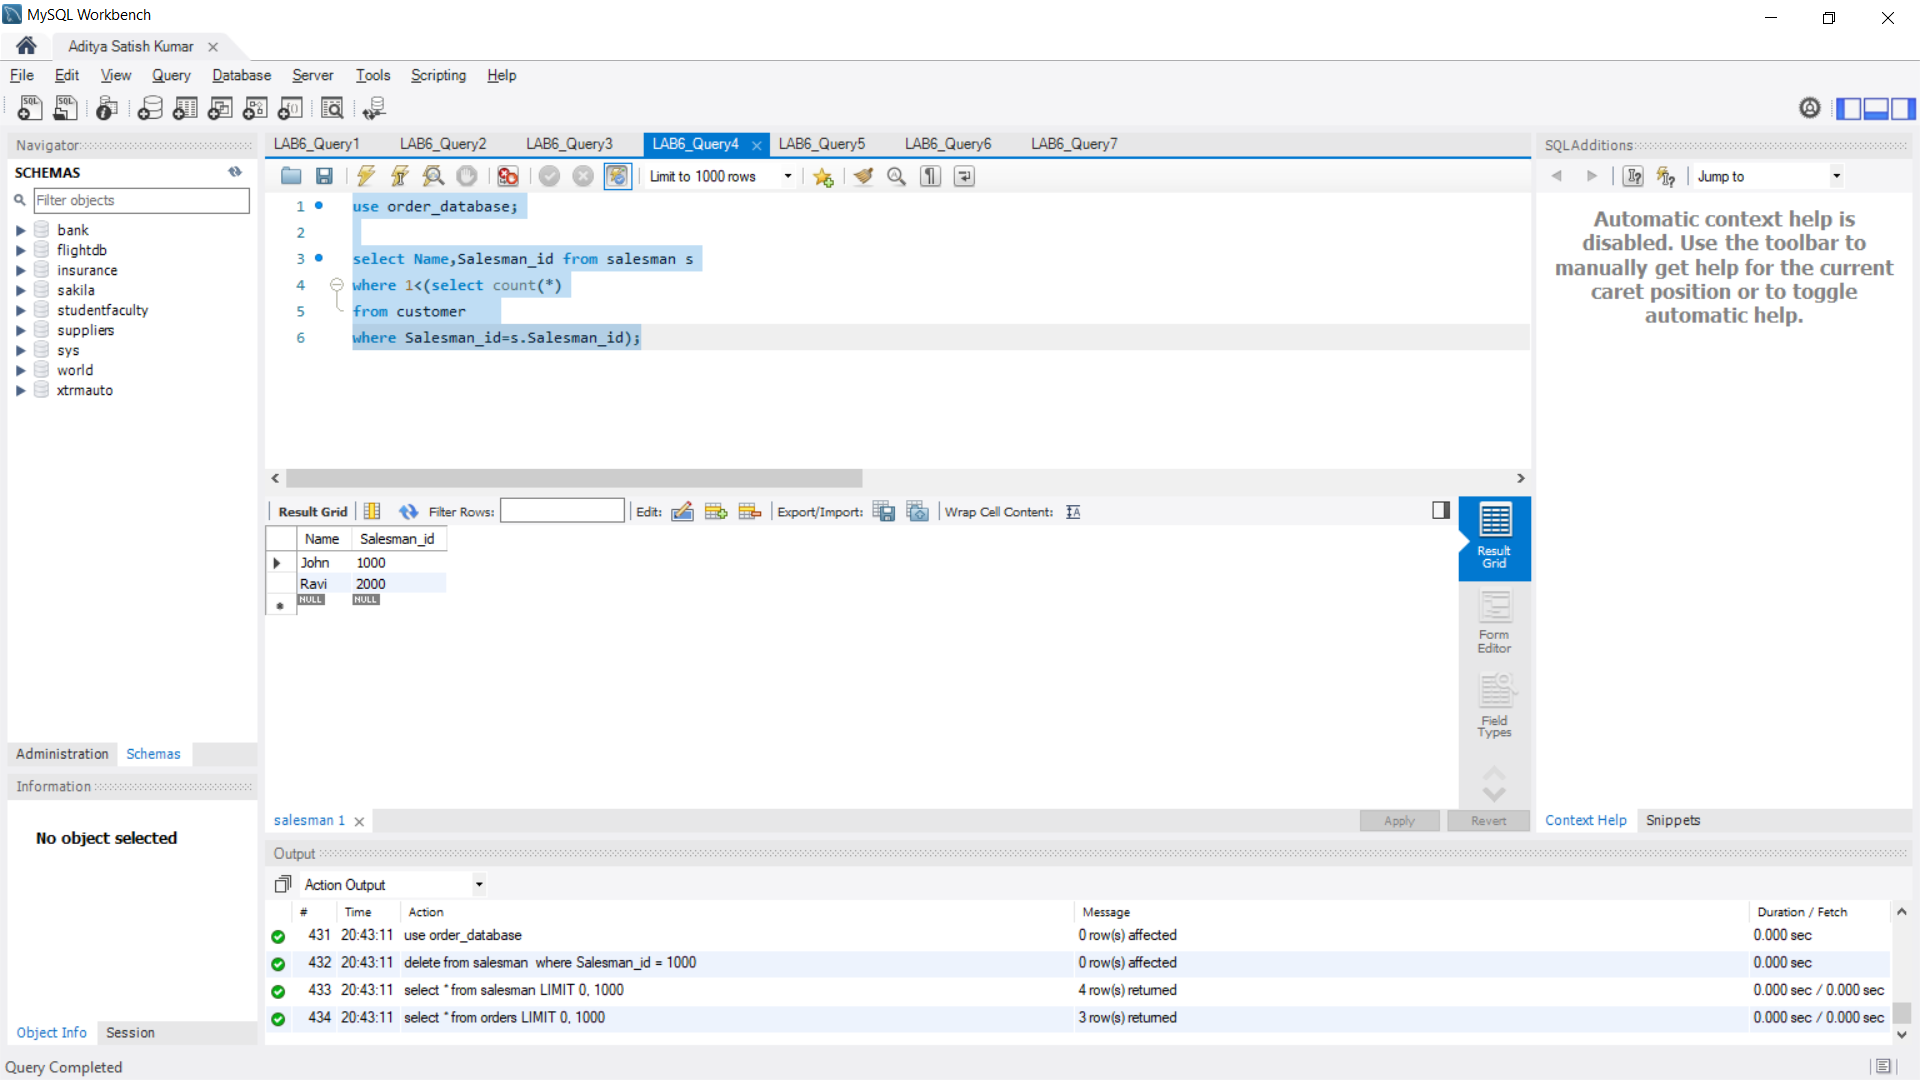 MySQL Workbench
Aditya Satish Kumar
File Edit View Query Database Server Tools Scripting Help
Navigator
SCHEMAS
Filter objects
bank
flightdb
insurance
sakila
studentfaculty
suppliers
sys
world
xtrmauto
Administration Schemas
Information
No object selected
Object Info Session
LAB6_Query1 LAB6_Query2 LAB6_Query3 LAB6_Query4 LAB6_Query5 LAB6_Query6 LAB6_Query7
Limit to 1000 rows
1 use order_database;
2
3 select Name,Salesman_id from salesman s
4 where 1<(select count(*)
5 from customer
6 where Salesman_id=s.Salesman_id);
Result Grid Filter Rows: Edit: Export/Import: Wrap Cell Content:
Name Salesman_id
John 1000
Ravi 2000
NULL NULL
Result Grid
Form Editor
Field Types
salesman 1
Apply Revert
SQLAdditions
Jump to
Automatic context help is
disabled. Use the toolbar to
manually get help for the current
caret position or to toggle
automatic help.
Context Help Snippets
Output
Action Output
# Time Action Message Duration / Fetch
431 20:43:11 use order_database 0 row(s) affected 0.000 sec
432 20:43:11 delete from salesman where Salesman_id = 1000 0 row(s) affected 0.000 sec
433 20:43:11 select * from salesman LIMIT 0, 1000 4 row(s) returned 0.000 sec / 0.000 sec
434 20:43:11 select * from orders LIMIT 0, 1000 3 row(s) returned 0.000 sec / 0.000 sec
Query Completed